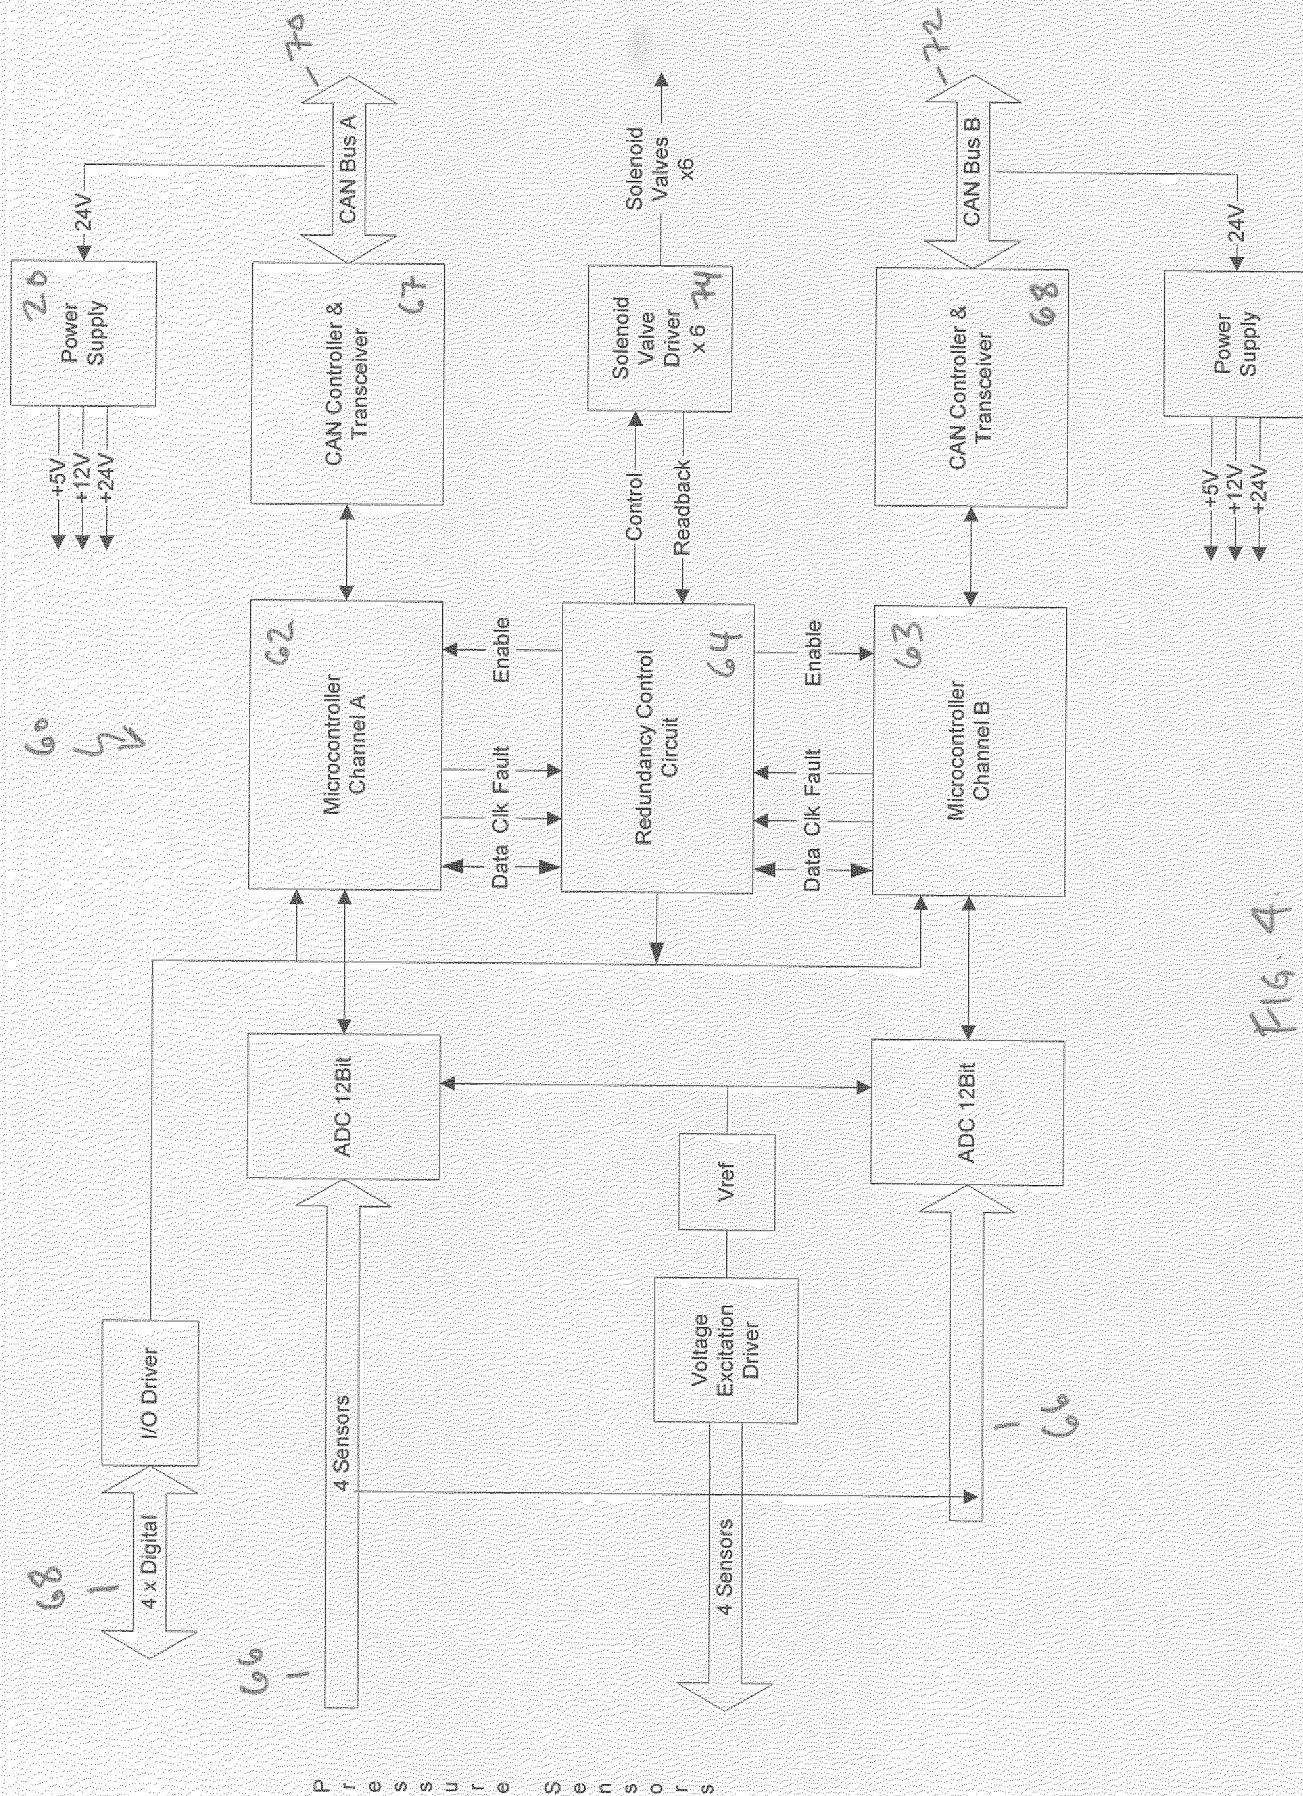 68
4 x Digital
I/O Driver
60
20
Power
Supply
24V
+5V
+12V
+24V
Pressure Sensors
66
4 Sensors
ADC 12Bit
62
Microcontroller
Channel A
67
CAN Controller &
Transceiver
CAN Bus A
70
Data
Clk
Fault
Enable
4 Sensors
Voltage
Excitation
Driver
Vref
Redundancy Control
Circuit
64
Control
Readback
Solenoid
Valve
Driver
x 6
74
Solenoid
Valves
x6
Data
Clk
Fault
Enable
66
ADC 12Bit
63
Microcontroller
Channel B
68
CAN Controller &
Transceiver
CAN Bus B
72
24V
Power
Supply
+5V
+12V
+24V
FIG. 4.